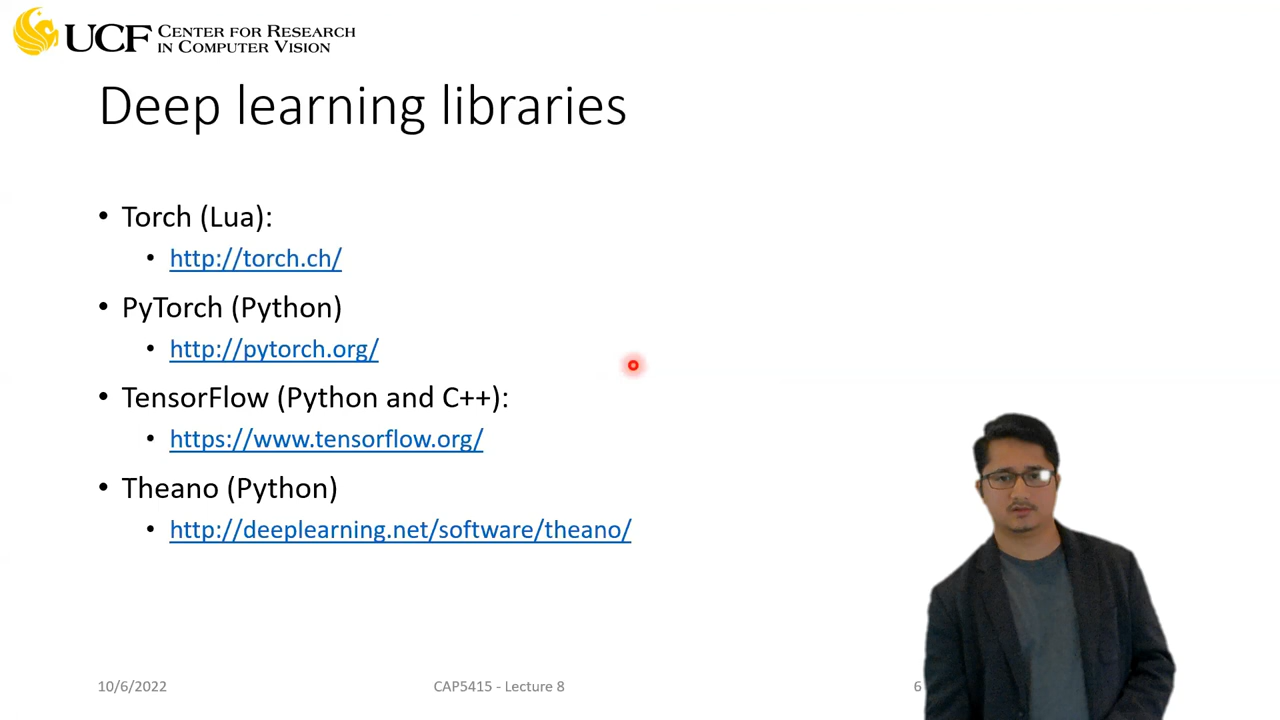 UCF CENTER FOR RESEARCH
IN COMPUTER VISION
Deep learning libraries
• Torch (Lua):
• http://torch.ch/
• PyTorch (Python)
• http://pytorch.org/
• TensorFlow (Python and C++):
• https://www.tensorflow.org/
• Theano (Python)
• http://deeplearning.net/software/theano/
10/6/2022
CAP5415 - Lecture 8
6